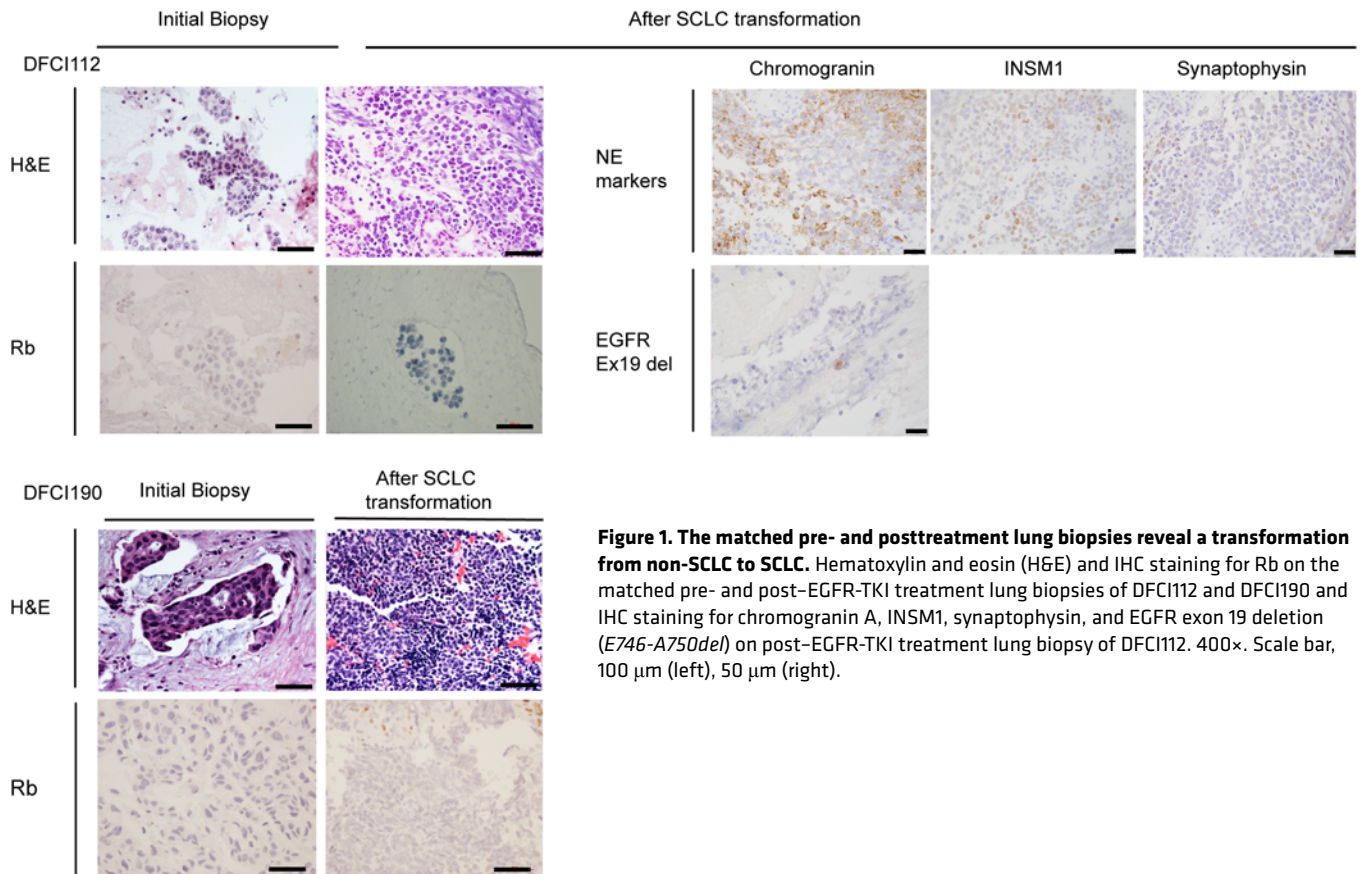 Initial Biopsy
After SCLC transformation
DFCI112
Chromogranin
INSM1
Synaptophysin
H&E
NE
markers
Rb
EGFR
Ex19 del
DFCI190
Initial Biopsy
After SCLC
transformation
H&E
Rb
Figure 1. The matched pre- and posttreatment lung biopsies reveal a transformation
from non-SCLC to SCLC. Hematoxylin and eosin (H&E) and IHC staining for Rb on the
matched pre- and post–EGFR-TKI treatment lung biopsies of DFCI112 and DFCI190 and
IHC staining for chromogranin A, INSM1, synaptophysin, and EGFR exon 19 deletion
(E746-A750del) on post–EGFR-TKI treatment lung biopsy of DFCI112. 400×. Scale bar,
100 μm (left), 50 μm (right).